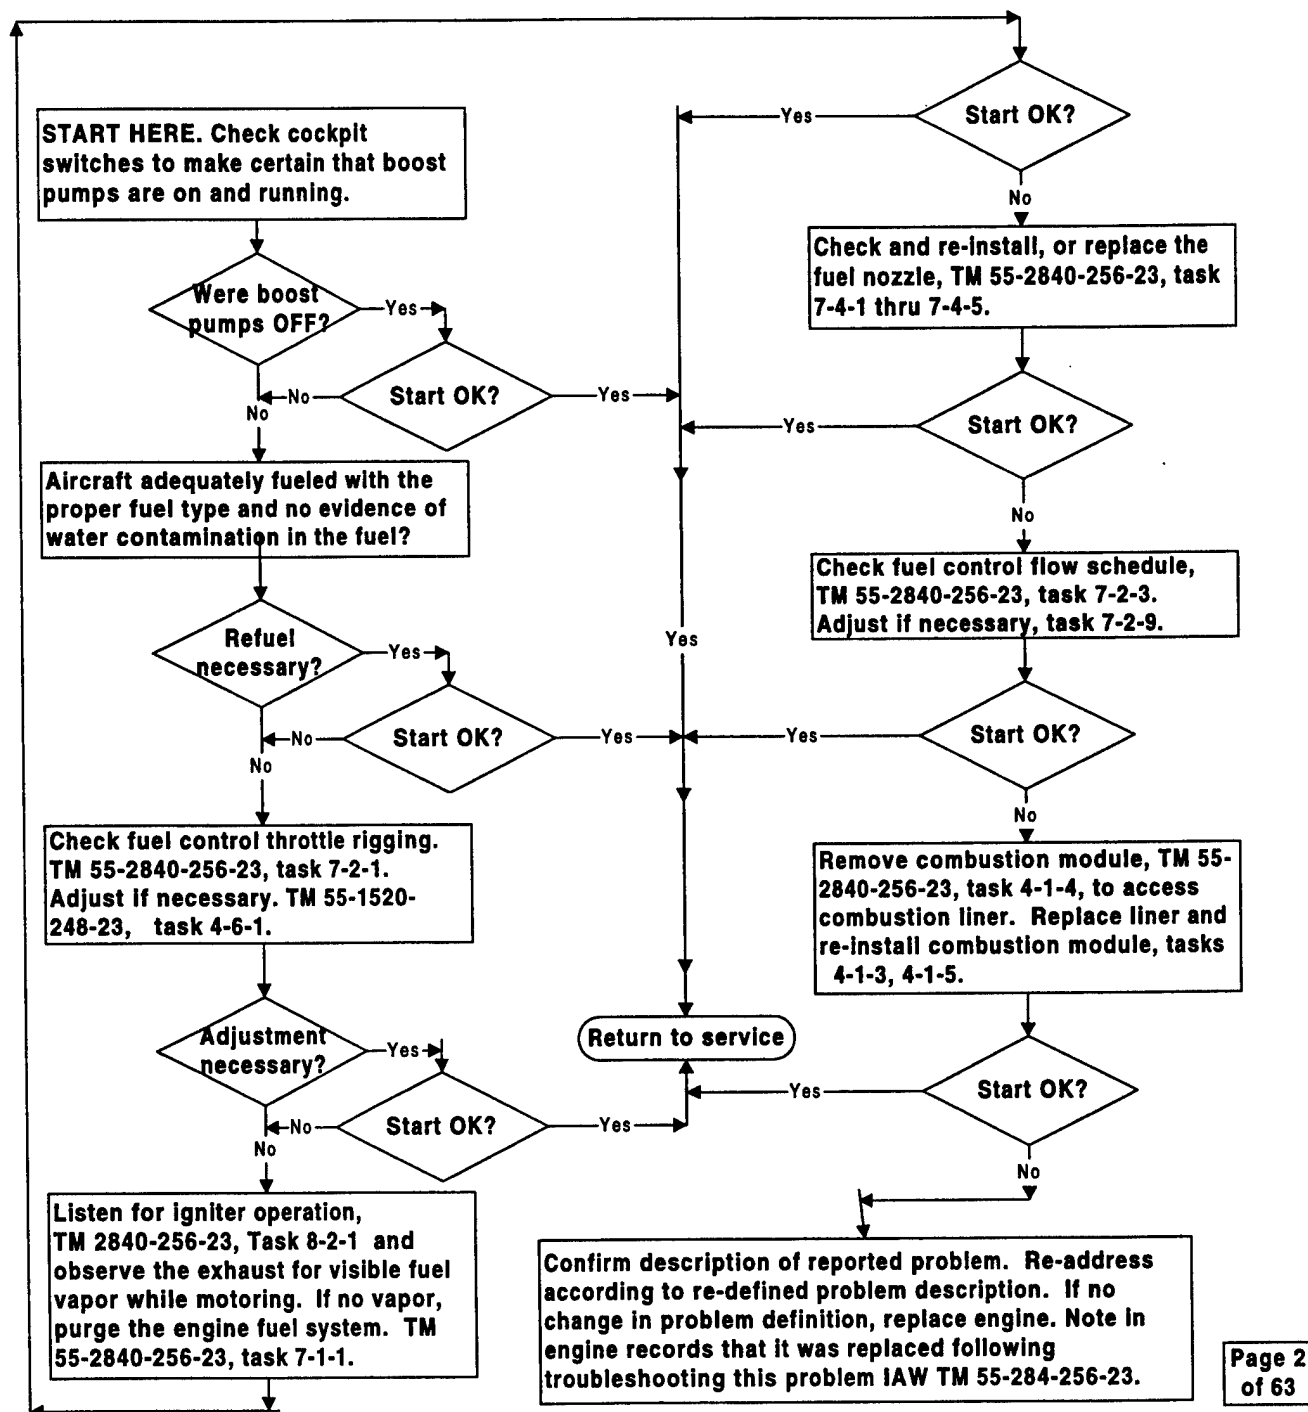 START HERE. Check cockpit
switches to make certain that boost
pumps are on and running.
Were boost
pumps OFF?
Yes
Start OK?
No
Yes
No
Aircraft adequately fueled with the
proper fuel type and no evidence of
water contamination in the fuel?
Refuel
necessary?
Yes
Start OK?
No
Yes
No
Check fuel control throttle rigging.
TM 55-2840-256-23, task 7-2-1.
Adjust if necessary. TM 55-1520-
248-23, task 4-6-1.
Adjustment
necessary?
Yes
Start OK?
No
Yes
No
Listen for igniter operation,
TM 2840-256-23, Task 8-2-1 and
observe the exhaust for visible fuel
vapor while motoring. If no vapor,
purge the engine fuel system. TM
55-2840-256-23, task 7-1-1.
Start OK?
Yes
No
Check and re-install, or replace the
fuel nozzle, TM 55-2840-256-23, task
7-4-1 thru 7-4-5.
Start OK?
Yes
No
Check fuel control flow schedule,
TM 55-2840-256-23, task 7-2-3.
Adjust if necessary, task 7-2-9.
Yes
Start OK?
Yes
No
Remove combustion module, TM 55-
2840-256-23, task 4-1-4, to access
combustion liner. Replace liner and
re-install combustion module, tasks
4-1-3, 4-1-5.
Return to service
Start OK?
Yes
No
Confirm description of reported problem. Re-address
according to re-defined problem description. If no
change in problem definition, replace engine. Note in
engine records that it was replaced following
troubleshooting this problem IAW TM 55-284-256-23.
Page 2
of 63